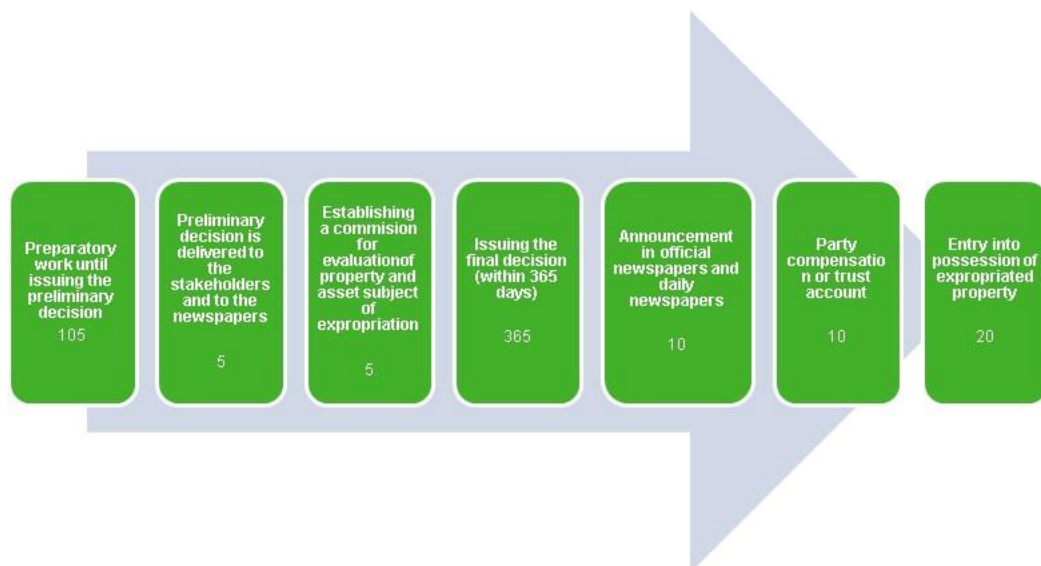 Preparatory
work until
issuing the
preliminary
decision
105
Preliminary
decision is
delivered to
the
stakeholders
and to the
newspapers
5
Establishing
a commision
for
evaluationof
property and
asset subject
of
expropriation
5
Issuing the
final decision
(within 365
days)
365
Announcement
in official
newspapers and
daily
newspapers
10
Party
compensatio
n or trust
account
10
Entry into
possession of
expropriated
property
20